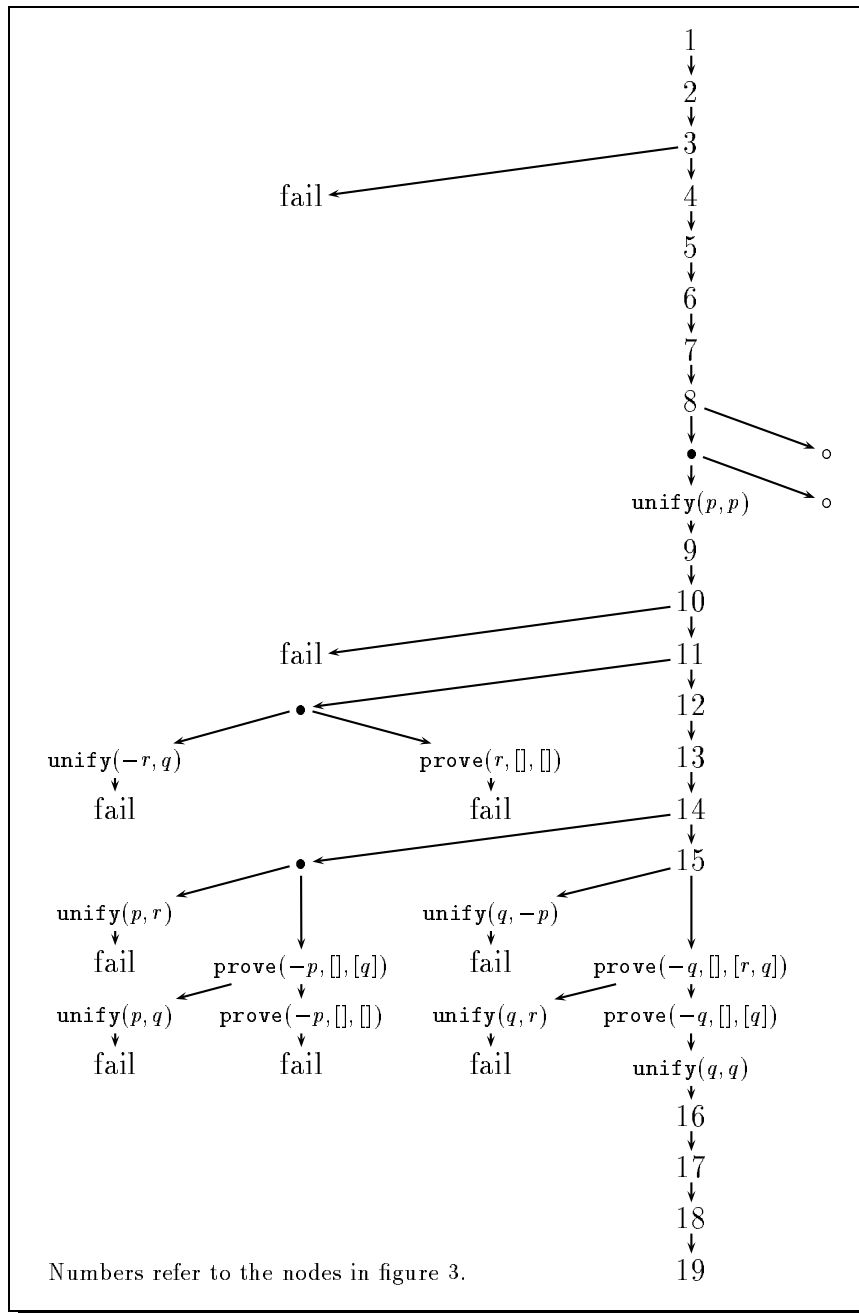 1
2
3
fail 4
5
6
7
8
unify(p, p)
9
10
fail 11
12
unify(−r, q) prove(r, [], []) 13
fail fail 14
15
unify(p, r) unify(q, −p)
fail prove(−p, [], [q]) fail prove(−q, [], [r, q])
unify(p, q) prove(−p, [], []) unify(q, r) prove(−q, [], [q])
fail fail fail unify(q, q)
16
17
18
Numbers refer to the nodes in figure 3. 19